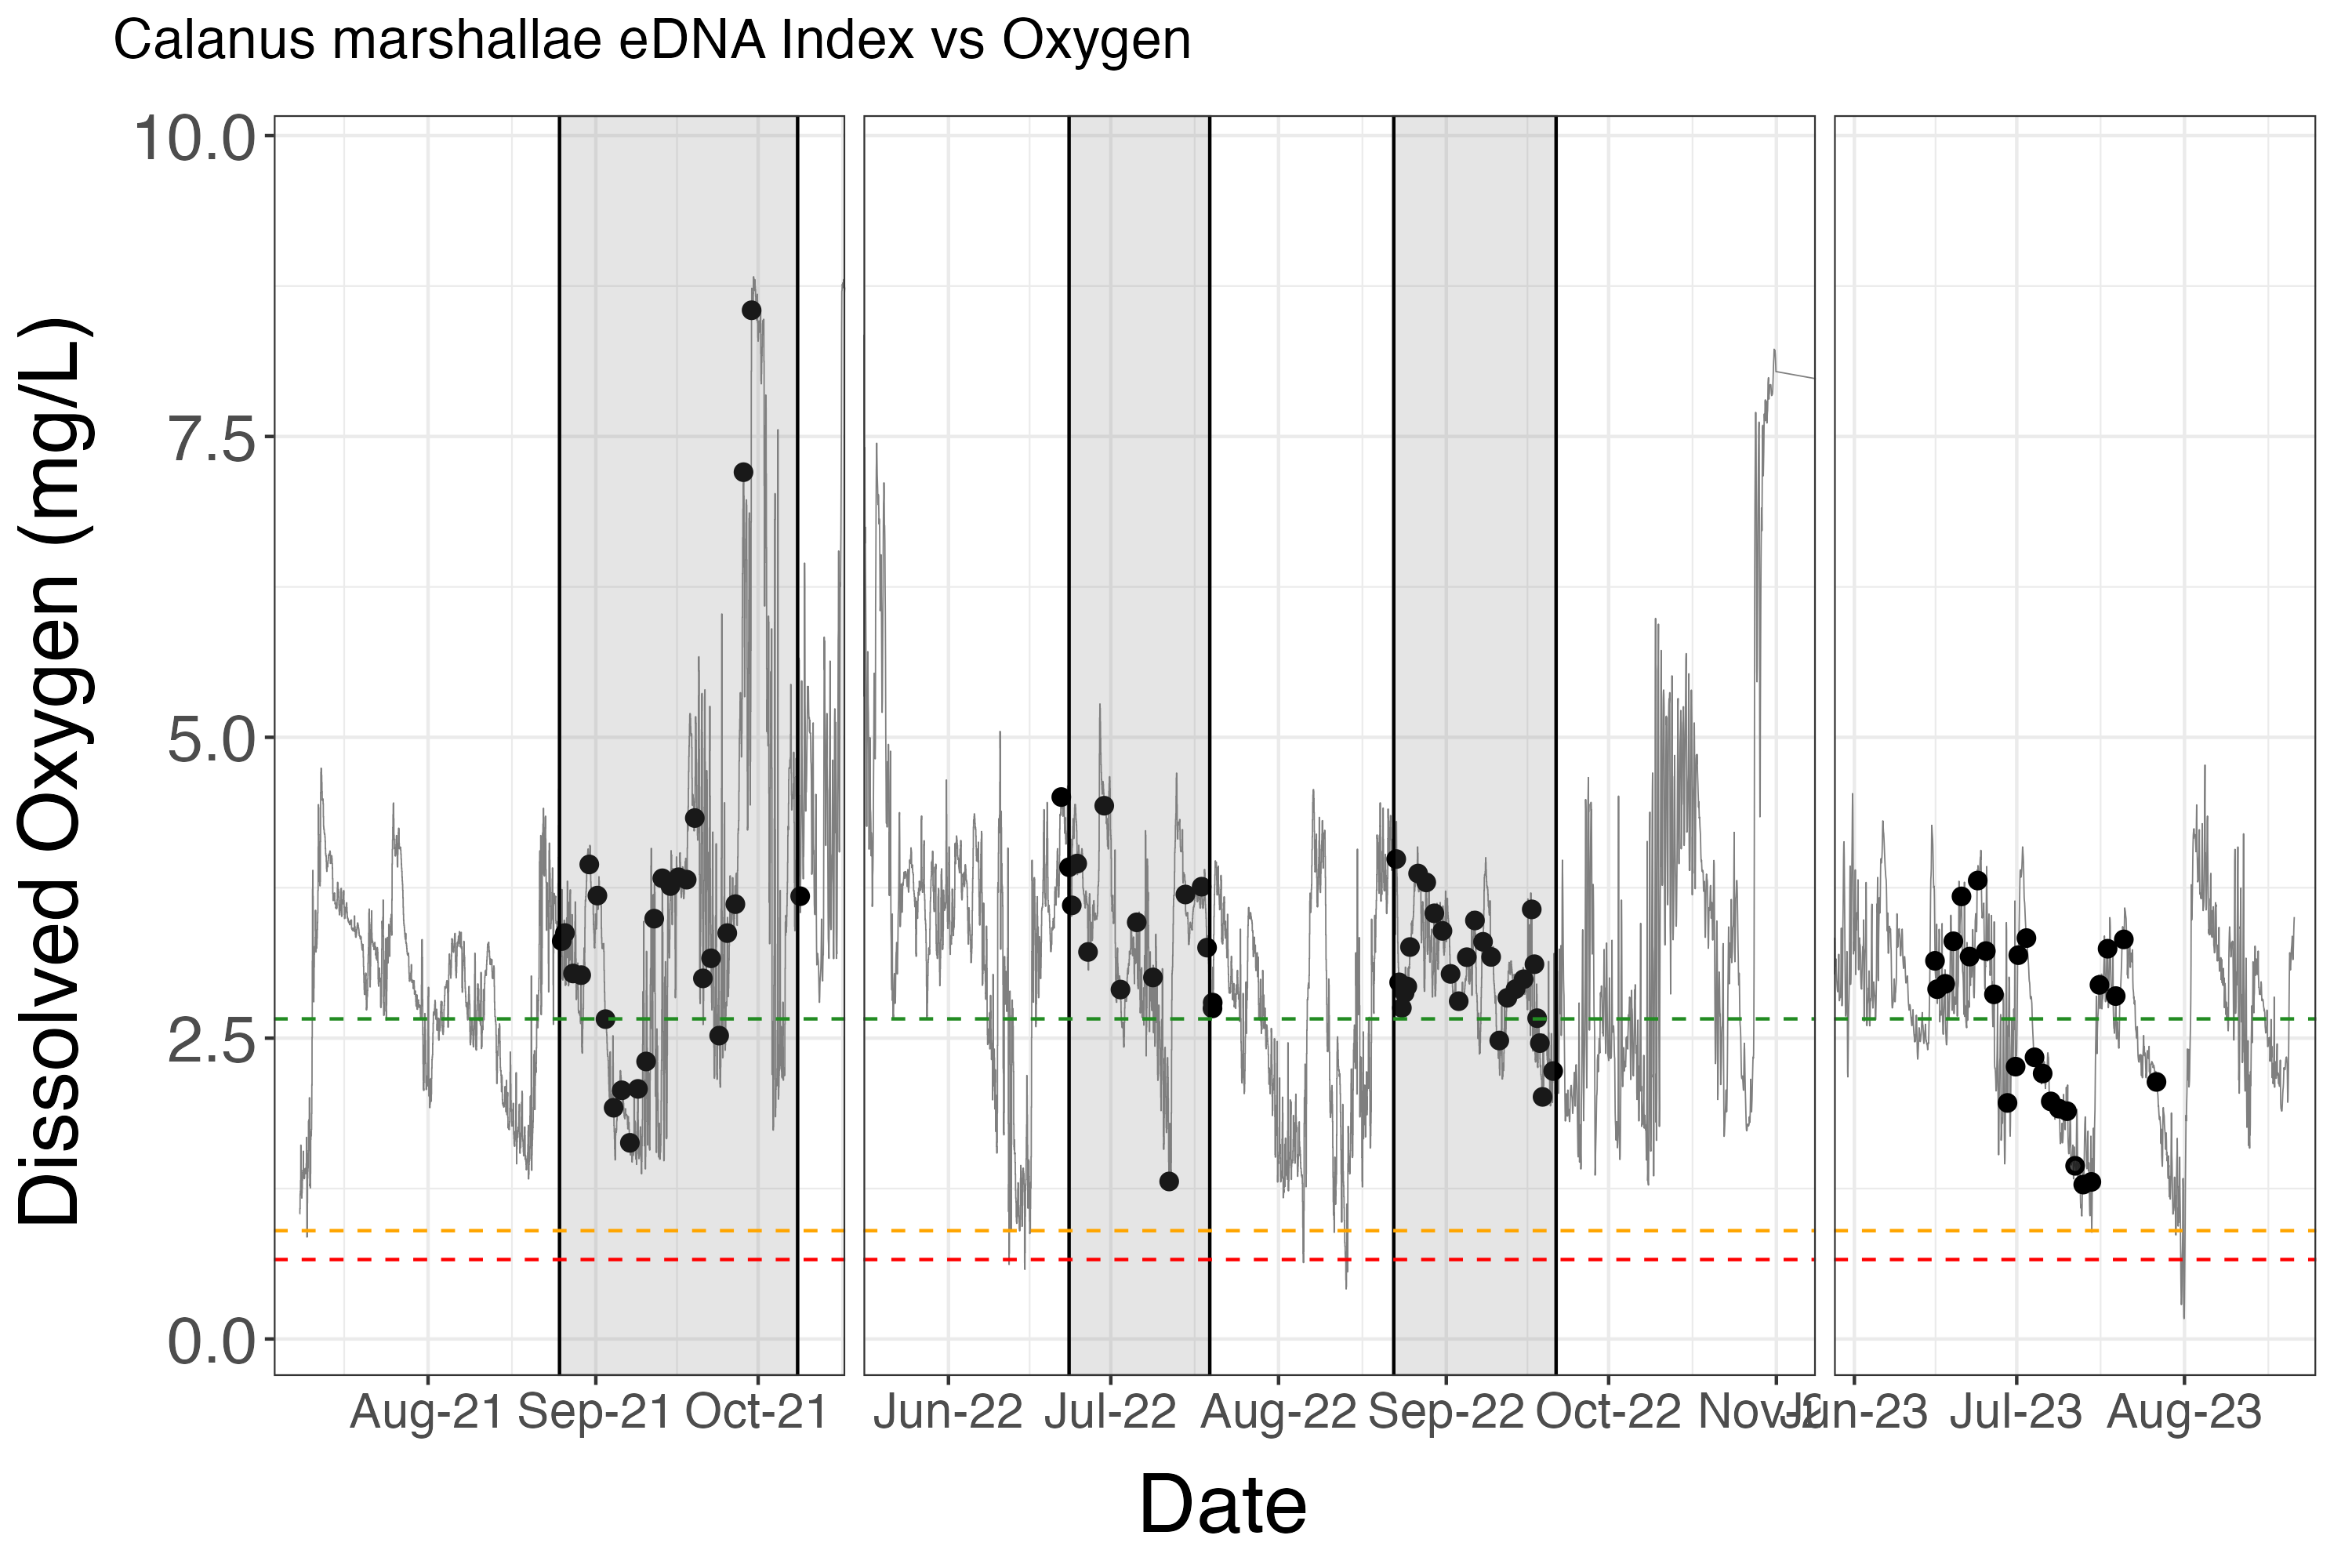 Calanus marshallae eDNA Index vs Oxygen
Dissolved Oxygen (mg/L)
10.0
7.5
5.0
2.5
0.0
Aug-21 Sep-21 Oct-21 Jun-22 Jul-22 Aug-22 Sep-22 Oct-22 Jul-23 Aug-23
Date